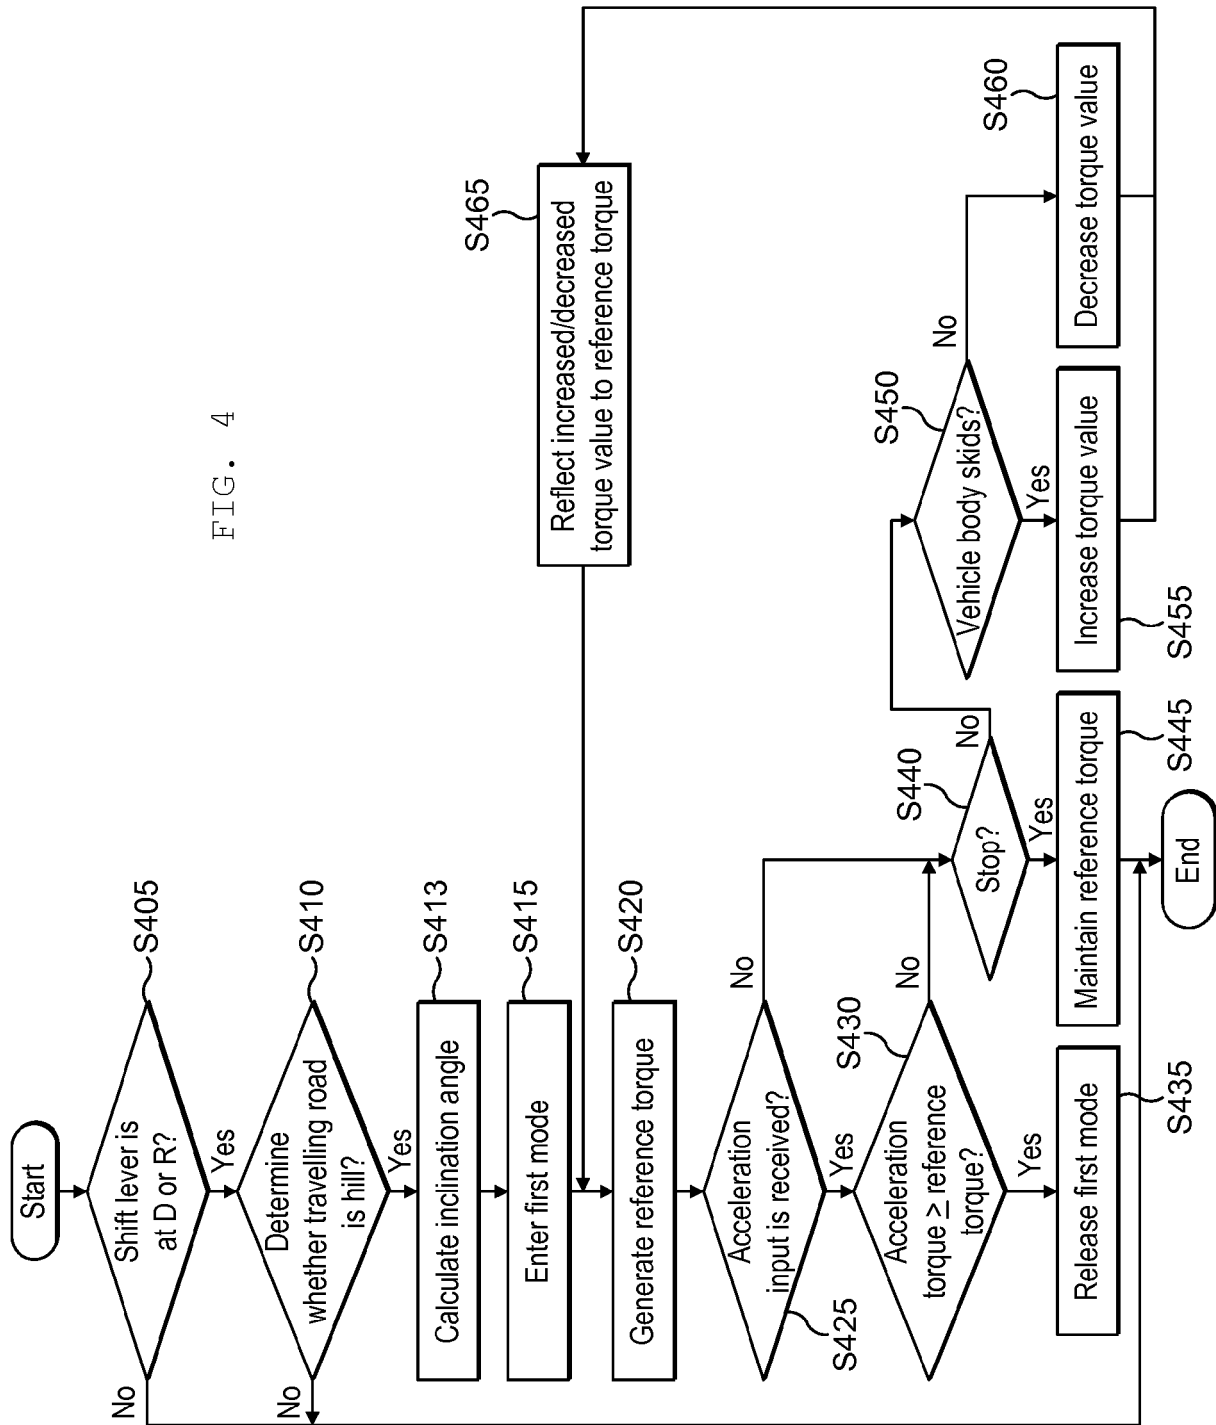 FIG. 4
Start
Shift lever is
at D or R?
S405
Yes
No
Determine
whether travelling road
is hill?
S410
Yes
No
Calculate inclination angle
S413
Enter first mode
S415
Reflect increased/decreased
torque value to reference torque
S465
Generate reference torque
S420
Acceleration
input is received?
S425
No
Yes
Acceleration
torque ≥ reference
torque?
S430
No
Yes
Release first mode
S435
Stop?
S440
No
Yes
Maintain reference torque
S445
Vehicle body skids?
S450
No
Yes
Increase torque value
S455
Decrease torque value
S460
End